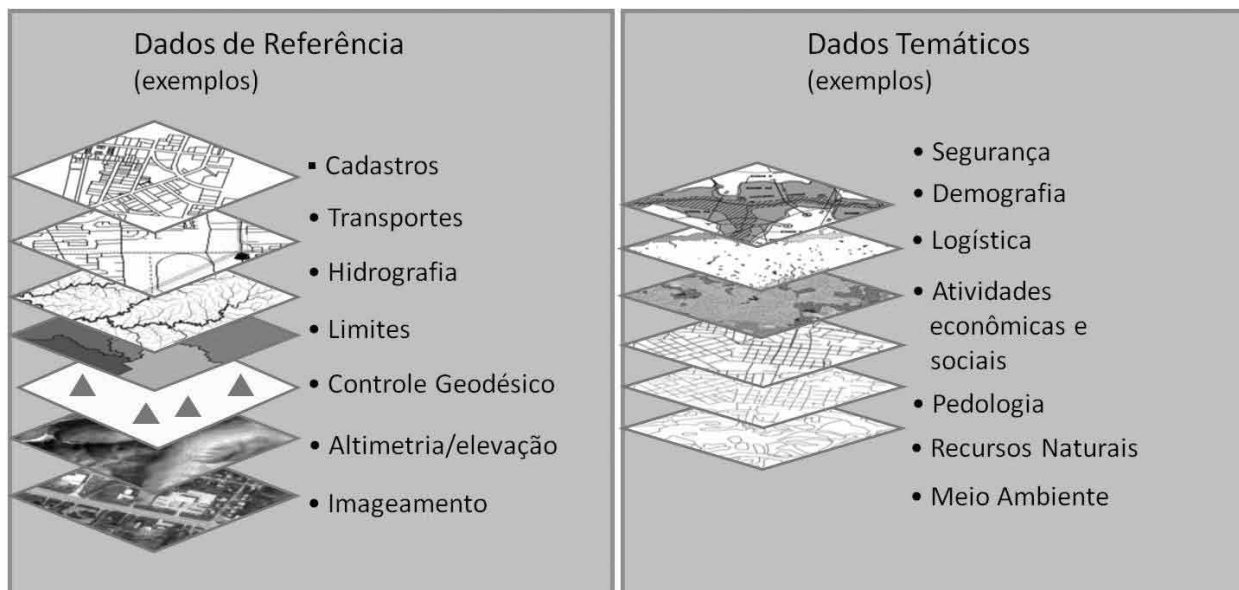 Dados de Referência
(exemplos)
▪ Cadastros
• Transportes
• Hidrografia
• Limites
• Controle Geodésico
• Altimetria/elevação
• Imageamento
Dados Temáticos
(exemplos)
• Segurança
• Demografia
• Logística
• Atividades
econômicas e
sociais
• Pedologia
• Recursos Naturais
• Meio Ambiente